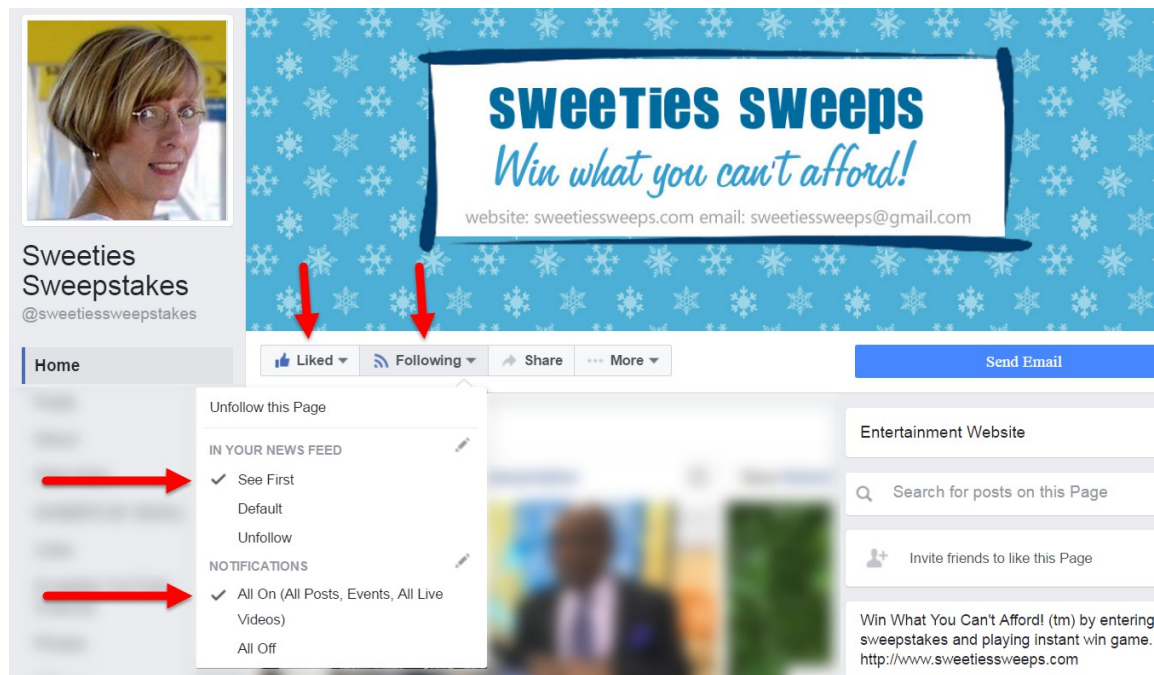 sweeties sweeps
Win what you can't afford!
website: sweetiessweeps.com email: sweetiessweeps@gmail.com
Sweeties
Sweepstakes
@sweetiessweepstakes
Home
Liked
Following
Share
More
Send Email
Unfollow this Page
IN YOUR NEWS FEED
See First
Default
Unfollow
NOTIFICATIONS
All On (All Posts, Events, All Live
Videos)
All Off
Entertainment Website
Search for posts on this Page
Invite friends to like this Page
Win What You Can't Afford! (tm) by entering
sweepstakes and playing instant win game.
http://www.sweetiessweeps.com